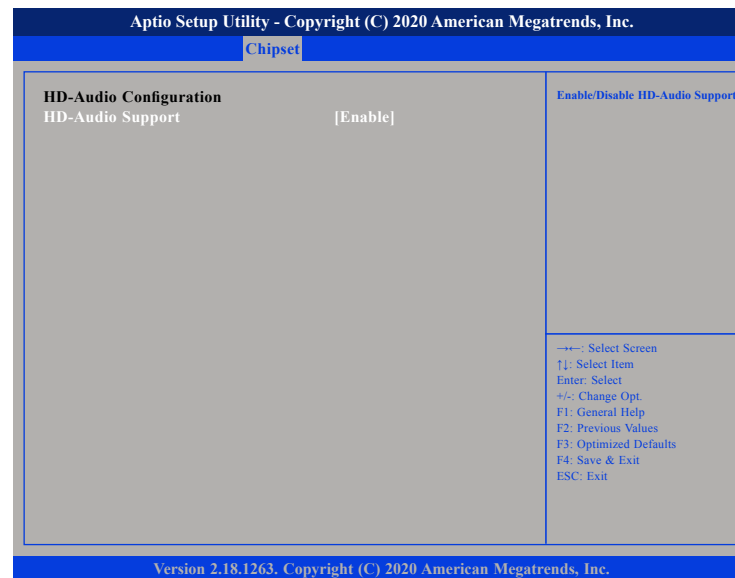 Aptio Setup Utility - Copyright (C) 2020 American Megatrends, Inc.
Chipset
HD-Audio Configuration
HD-Audio Support [Enable]
Enable/Disable HD-Audio Support
→←: Select Screen
↑↓: Select Item
Enter: Select
+/-: Change Opt.
F1: General Help
F2: Previous Values
F3: Optimized Defaults
F4: Save & Exit
ESC: Exit
Version 2.18.1263. Copyright (C) 2020 American Megatrends, Inc.